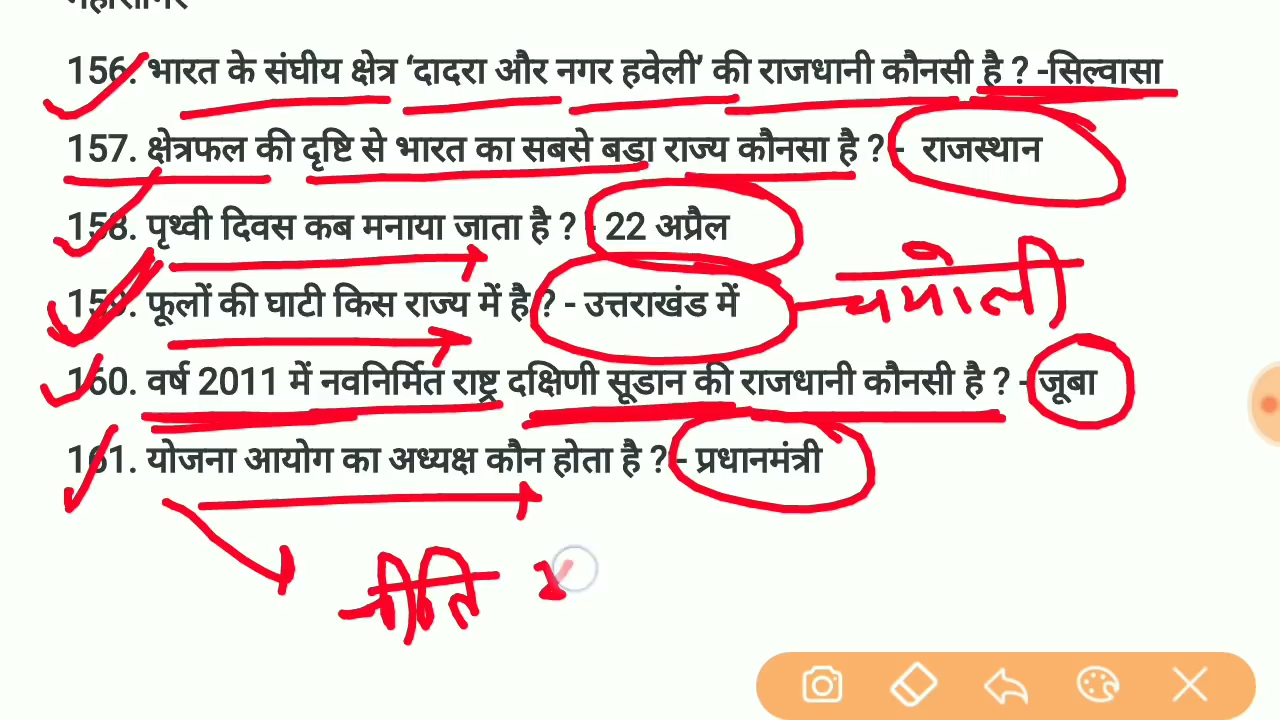 156. भारत के संघीय क्षेत्र ‘दादरा और नगर हवेली’ की राजधानी कौनसी है ? -सिल्वासा
157. क्षेत्रफल की दृष्टि से भारत का सबसे बड़ा राज्य कौनसा है ? - राजस्थान
158. पृथ्वी दिवस कब मनाया जाता है ? - 22 अप्रैल
159. फूलों की घाटी किस राज्य में है ? - उत्तराखंड में
चमोली
160. वर्ष 2011 में नवनिर्मित राष्ट्र दक्षिणी सूडान की राजधानी कौनसी है ? - जूबा
161. योजना आयोग का अध्यक्ष कौन होता है ? - प्रधानमंत्री
नीति